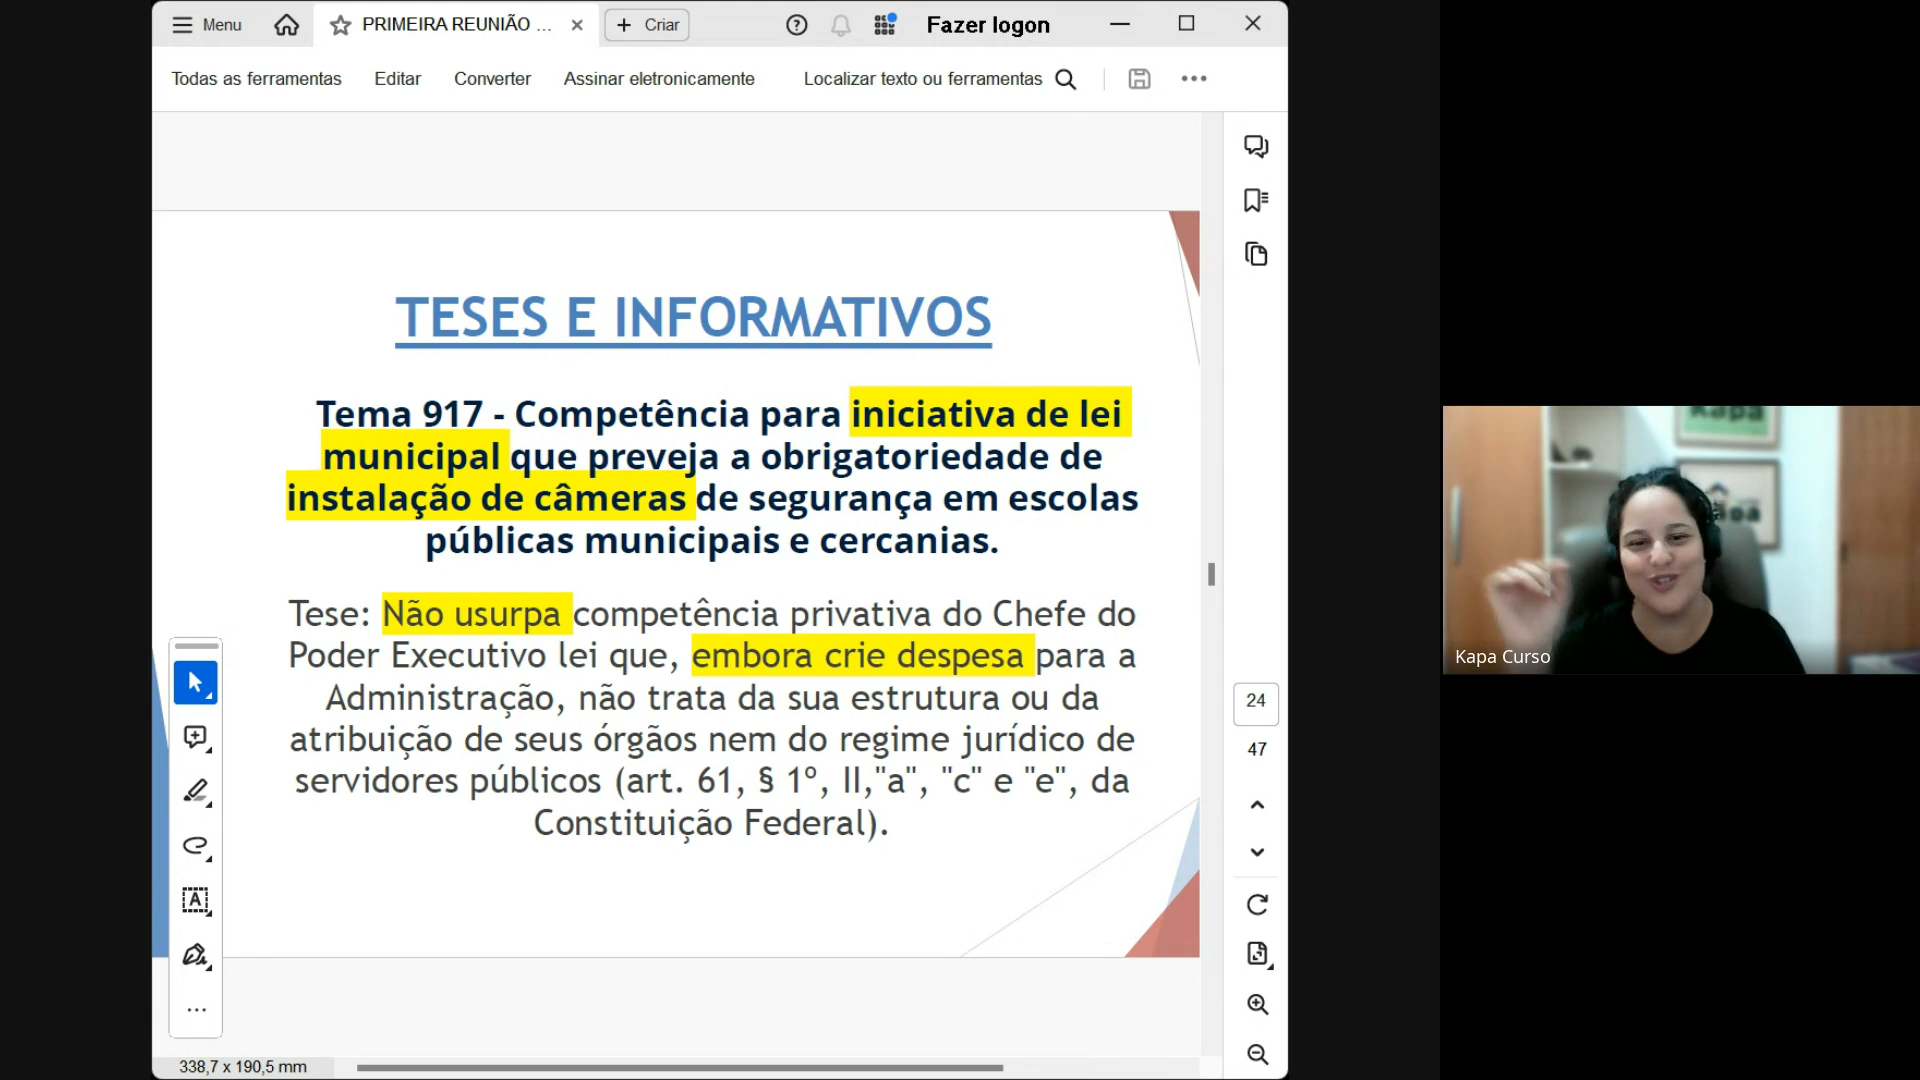 Menu
PRIMEIRA REUNIÃO ...
Criar
Fazer logon
Todas as ferramentas
Editar
Converter
Assinar eletronicamente
Localizar texto ou ferramentas
TESES E INFORMATIVOS
Tema 917 - Competência para iniciativa de lei
municipal que preveja a obrigatoriedade de
instalação de câmeras de segurança em escolas
públicas municipais e cercanias.
Tese: Não usurpa competência privativa do Chefe do
Poder Executivo lei que, embora crie despesa para a
Administração, não trata da sua estrutura ou da
atribuição de seus órgãos nem do regime jurídico de
servidores públicos (art. 61, § 1º, II,"a", "c" e "e", da
Constituição Federal).
24
47
338,7 x 190,5 mm
Kapa
Kapa Curso